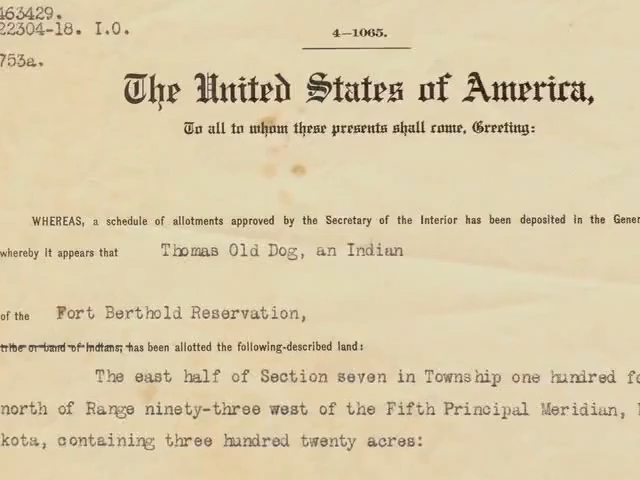 463429.
22304-18. I.O.
4—1065.
753a.
The United States of America,
To all to whom these presents shall come, Greeting:
WHEREAS, a schedule of allotments approved by the Secretary of the Interior has been deposited in the
whereby it appears that Thomas Old Dog, an Indian
of the Fort Berthold Reservation,
tribe or band of Indians, has been allotted the following-described land:
The east half of Section seven in Township one hundred
north of Range ninety-three west of the Fifth Principal Meridian,
kota, containing three hundred twenty acres: